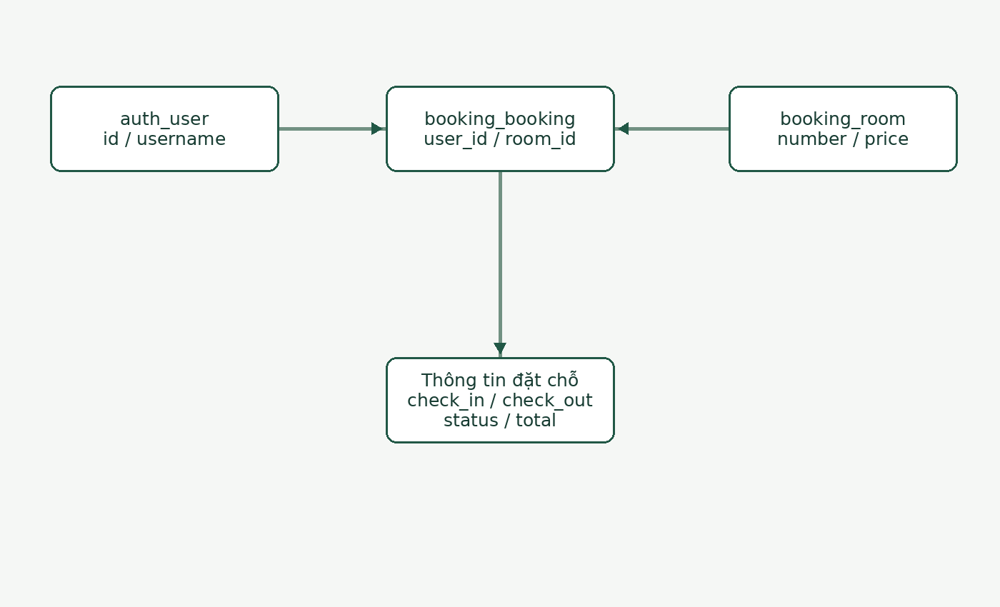 auth_user
id / username
booking_booking
user_id / room_id
booking_room
number / price
Thông tin đặt chỗ
check_in / check_out
status / total